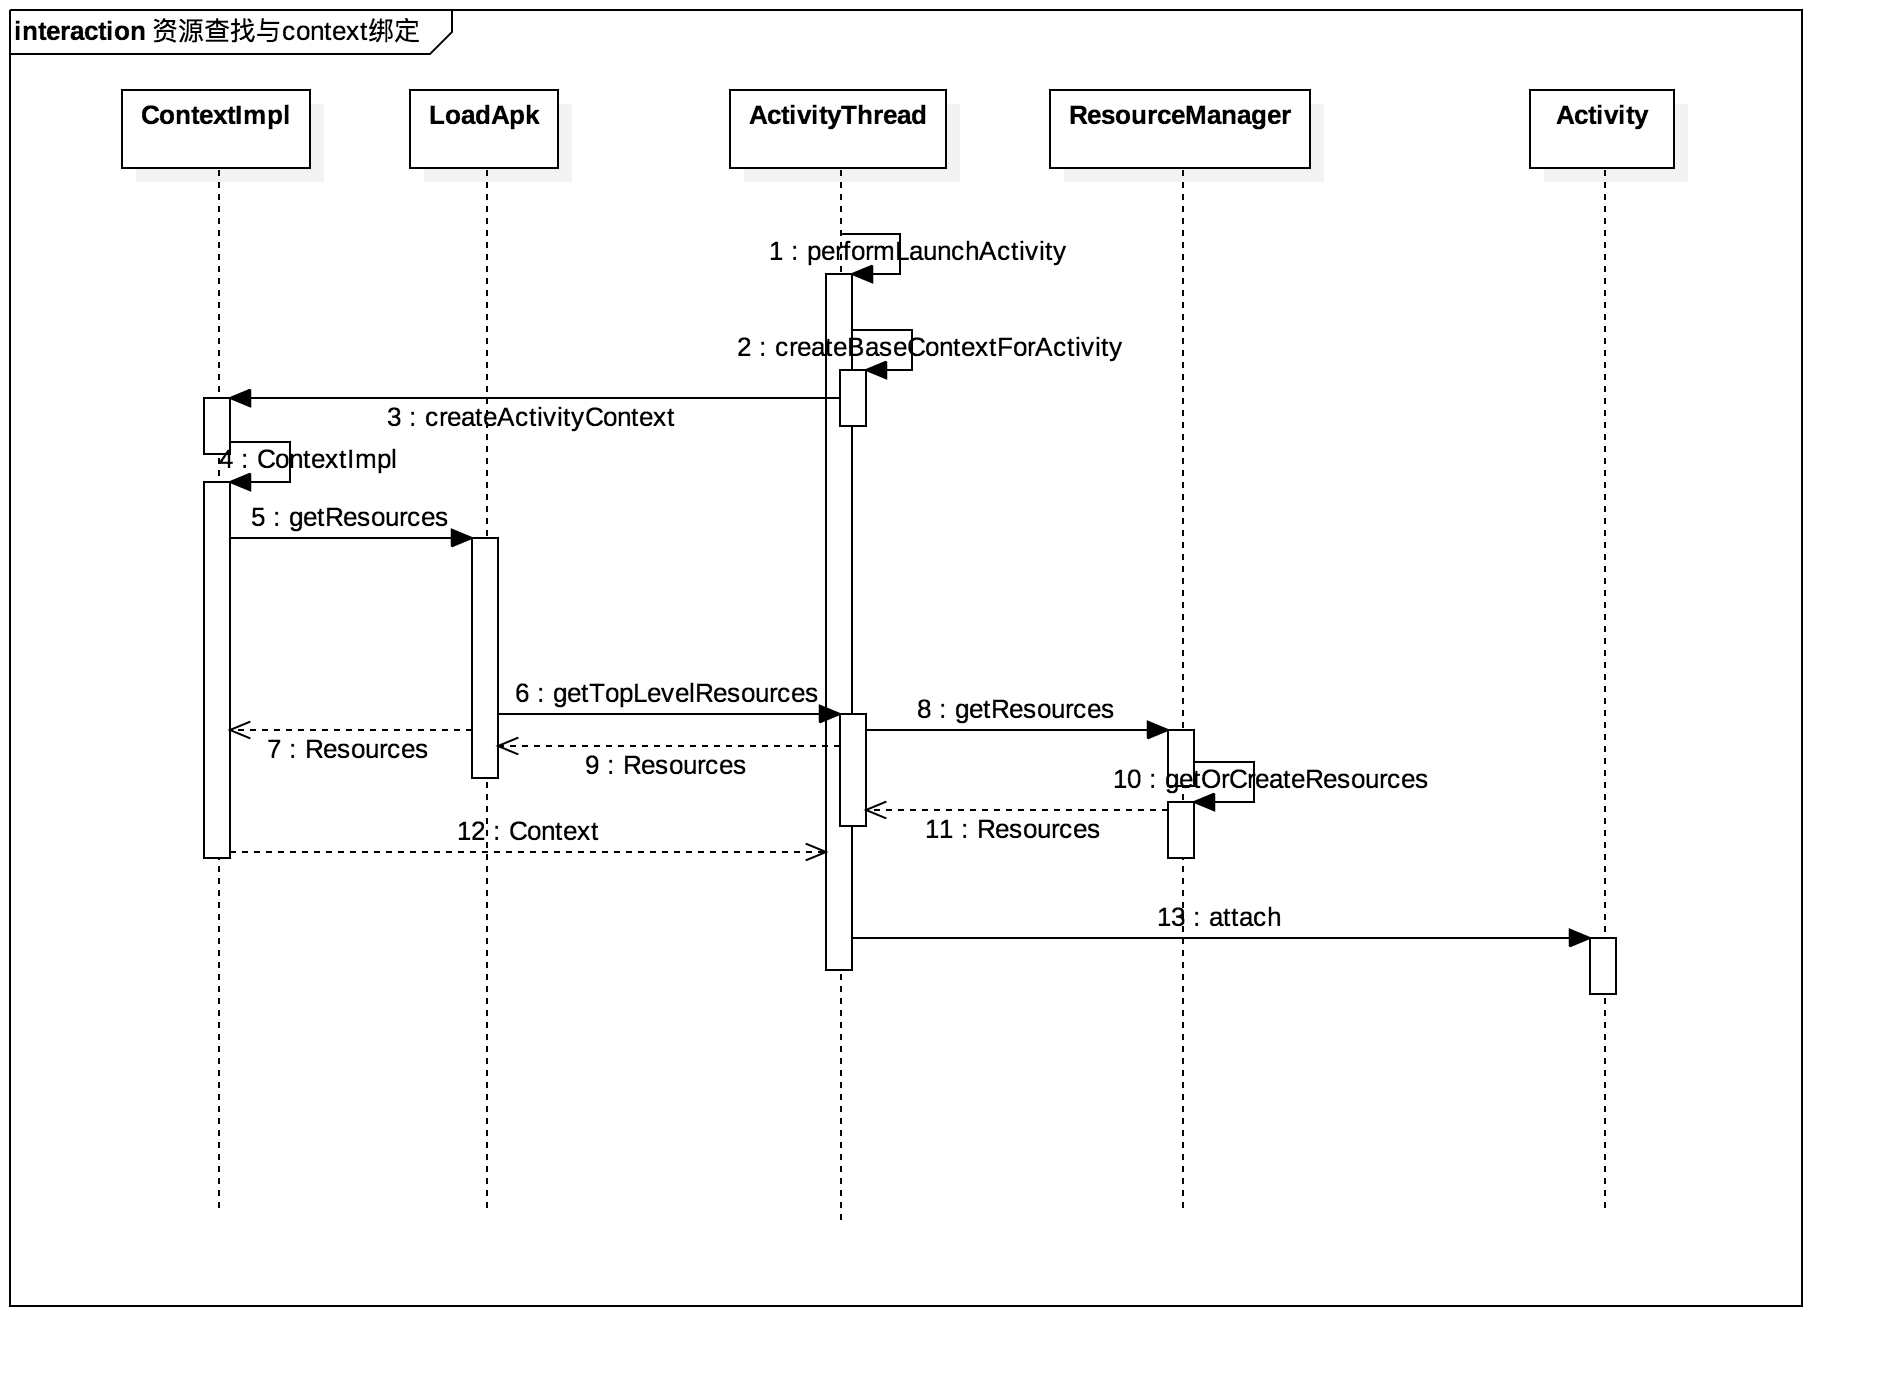 interaction 资源查找与context绑定
ContextImpl
LoadApk
ActivityThread
ResourceManager
Activity
1 : performLaunchActivity
2 : createBaseContextForActivity
3 : createActivityContext
4 : ContextImpl
5 : getResources
6 : getTopLevelResources
8 : getResources
7 : Resources
9 : Resources
10 : getOrCreateResources
11 : Resources
12 : Context
13 : attach